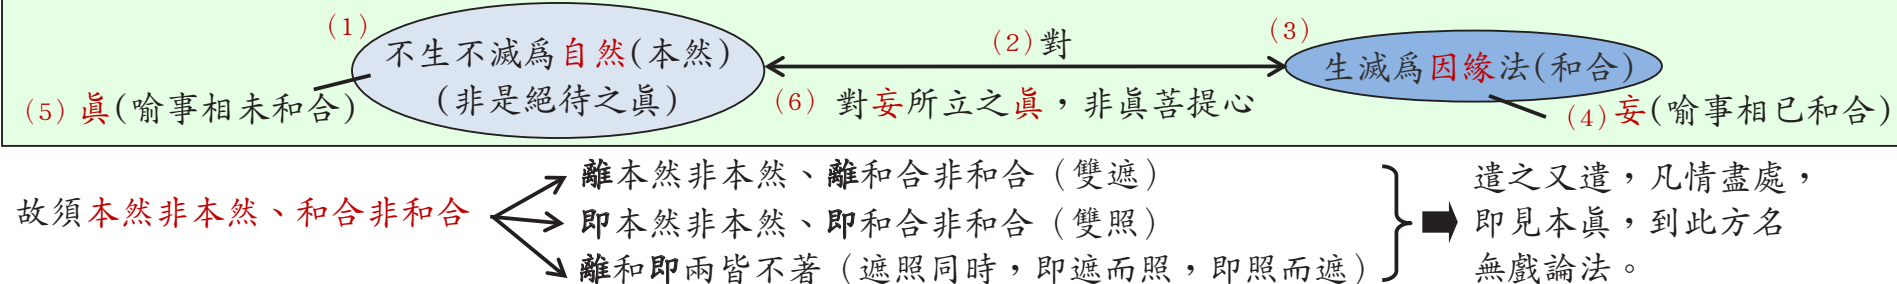 (1)
不生不滅爲自然(本然)
(非是絕待之眞)
(2)對
(3)
生滅爲因緣法(和合)
(5)眞(喻事相未和合)
(6) 對妄所立之眞，非眞菩提心
(4)妄(喻事相已和合)
故須本然非本然、和合非和合
離本然非本然、離和合非和合（雙遮）
即本然非本然、即和合非和合（雙照）
離和即兩皆不著（遮照同時，即遮而照，即照而遮）
遣之又遣，凡情盡處，
即見本眞，到此方名
無戲論法。